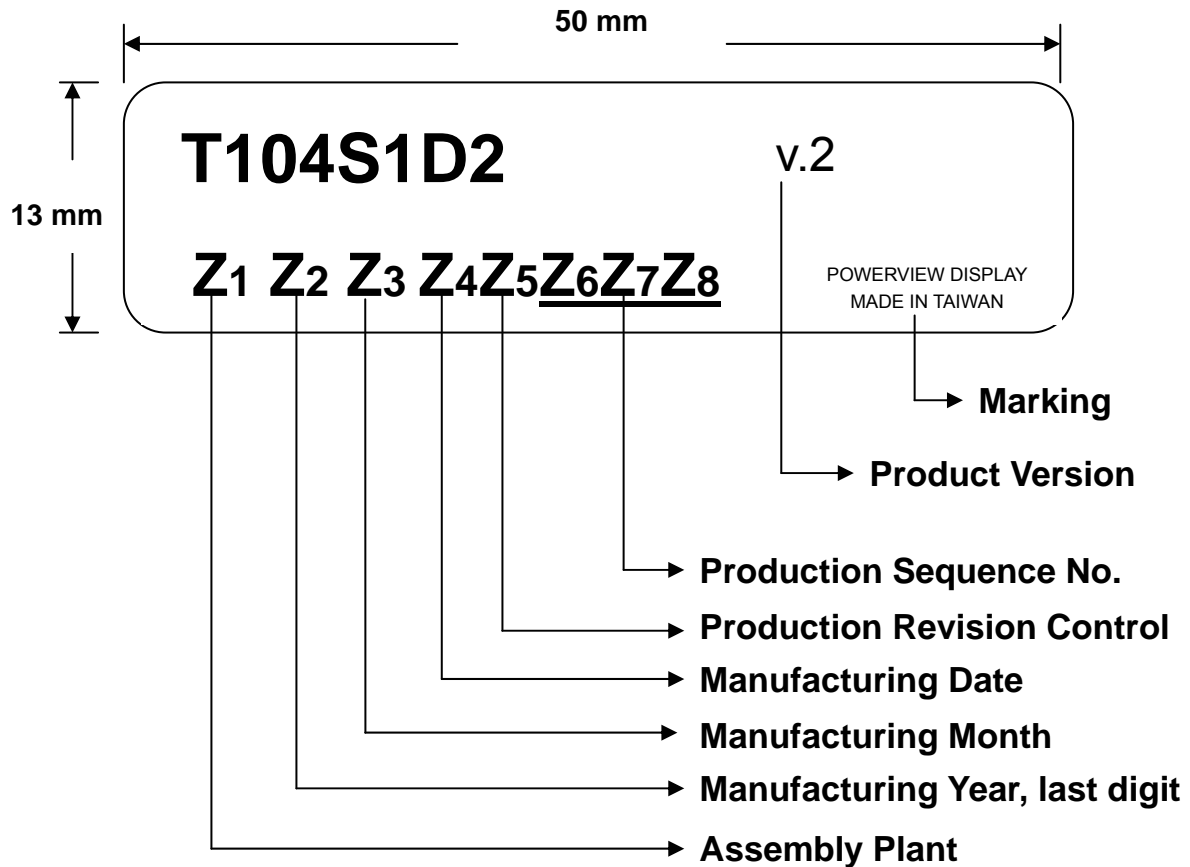 50 mm
T104S1D2 v.2
13 mm
Z1 Z2 Z3 Z4Z5Z6Z7Z8
POWERVIEW DISPLAY
MADE IN TAIWAN
Marking
Product Version
Production Sequence No.
Production Revision Control
Manufacturing Date
Manufacturing Month
Manufacturing Year, last digit
Assembly Plant